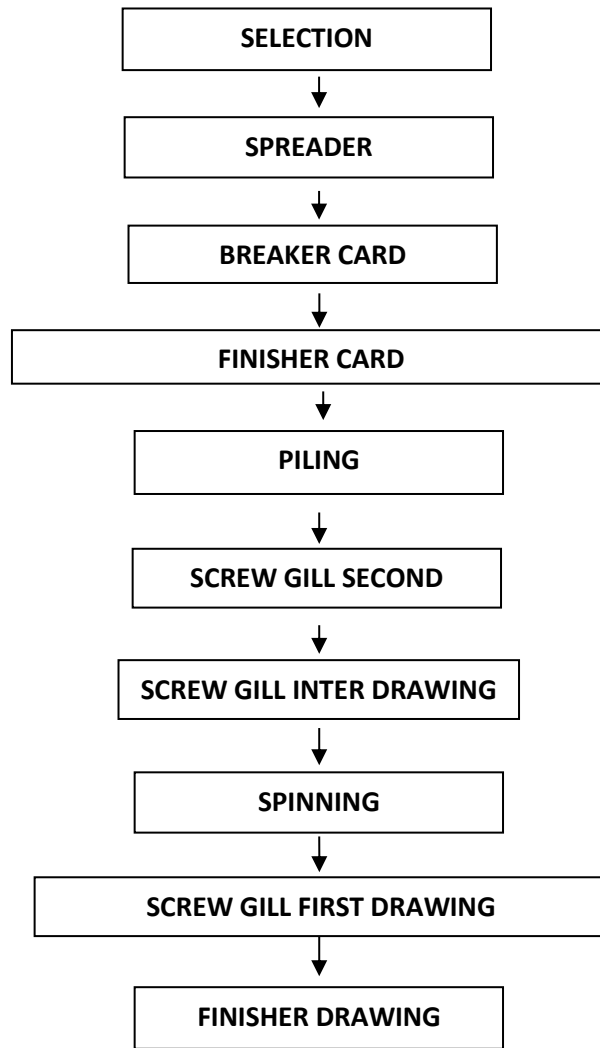 SELECTION
SPREADER
BREAKER CARD
FINISHER CARD
PILING
SCREW GILL SECOND
SCREW GILL INTER DRAWING
SPINNING
SCREW GILL FIRST DRAWING
FINISHER DRAWING